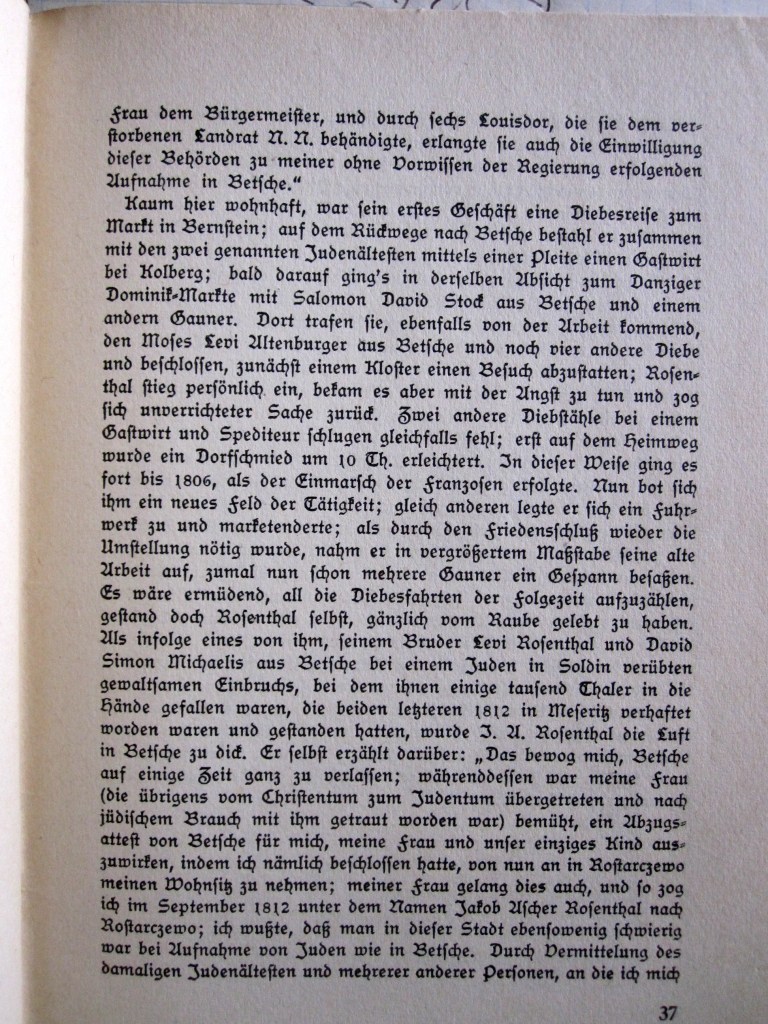 Frau dem Bürgermeister, und durch sechs Louisdor, die sie dem ver-
storbenen Landrat N. N. behändigte, erlangte sie auch die Einwilligung
dieser Behörden zu meiner ohne Vorwissen der Regierung erfolgenden
Aufnahme in Betsche.“
Kaum hier wohnhaft, war sein erstes Geschäft eine Diebesreise zum
Markt in Bernstein; auf dem Rückwege nach Betsche bestahl er zusammen
mit den zwei genannten Judenältesten mittels einer Pleite einen Gastwirt
bei Kolberg; bald darauf ging's in derselben Absicht zum Danziger
Dominik-Markte mit Salomon David Stock aus Betsche und einem
andern Gauner. Dort trafen sie, ebenfalls von der Arbeit kommend,
den Moses Levi Altenburger aus Betsche und noch vier andere Diebe
und beschlossen, zunächst einem Kloster einen Besuch abzustatten; Rosen-
thal stieg persönlich ein, bekam es aber mit der Angst zu tun und zog
sich unverrichteter Sache zurück. Zwei andere Diebstähle bei einem
Gastwirt und Spediteur schlugen gleichfalls fehl; erst auf dem Heimweg
wurde ein Dorfschmied um 10 Th. erleichtert. In dieser Weise ging es
fort bis 1806, als der Einmarsch der Franzosen erfolgte. Nun bot sich
ihm ein neues Feld der Tätigkeit; gleich anderen legte er sich ein Fuhr-
werk zu und marketenderte; als durch den Friedensschluß wieder die
Umstellung nötig wurde, nahm er in vergrößertem Maßstabe seine alte
Arbeit auf, zumal nun schon mehrere Gauner ein Gespann besaßen.
Es wäre ermüdend, all die Diebesfahrten der Folgezeit aufzuzählen,
gestand doch Rosenthal selbst, gänzlich vom Raube gelebt zu haben.
Als infolge eines von ihm, seinem Bruder Levi Rosenthal und David
Simon Michaelis aus Betsche bei einem Juden in Soldin verübten
gewaltsamen Einbruchs, bei dem ihnen einige tausend Thaler in die
Hände gefallen waren, die beiden letzteren 1812 in Meseritz verhaftet
worden waren und gestanden hatten, wurde J. A. Rosenthal die Luft
in Betsche zu dick. Er selbst erzählt darüber: „Das bewog mich, Betsche
auf einige Zeit ganz zu verlassen; währenddessen war meine Frau
(die übrigens vom Christentum zum Judentum übergetreten und nach
jüdischem Brauch mit ihm getraut worden war) bemüht, ein Abzugs-
attest von Betsche für mich, meine Frau und unser einziges Kind aus-
zuwirken, indem ich nämlich beschlossen hatte, von nun an in Rostarczewo
meinen Wohnsitz zu nehmen; meiner Frau gelang dies auch, und so zog
ich im September 1812 unter dem Namen Jakob Ascher Rosenthal nach
Rostarczewo; ich wußte, daß man in dieser Stadt ebensowenig schwierig
war bei Aufnahme von Juden wie in Betsche. Durch Vermittelung des
damaligen Judenältesten und mehrerer anderer Personen, an die ich mich
37